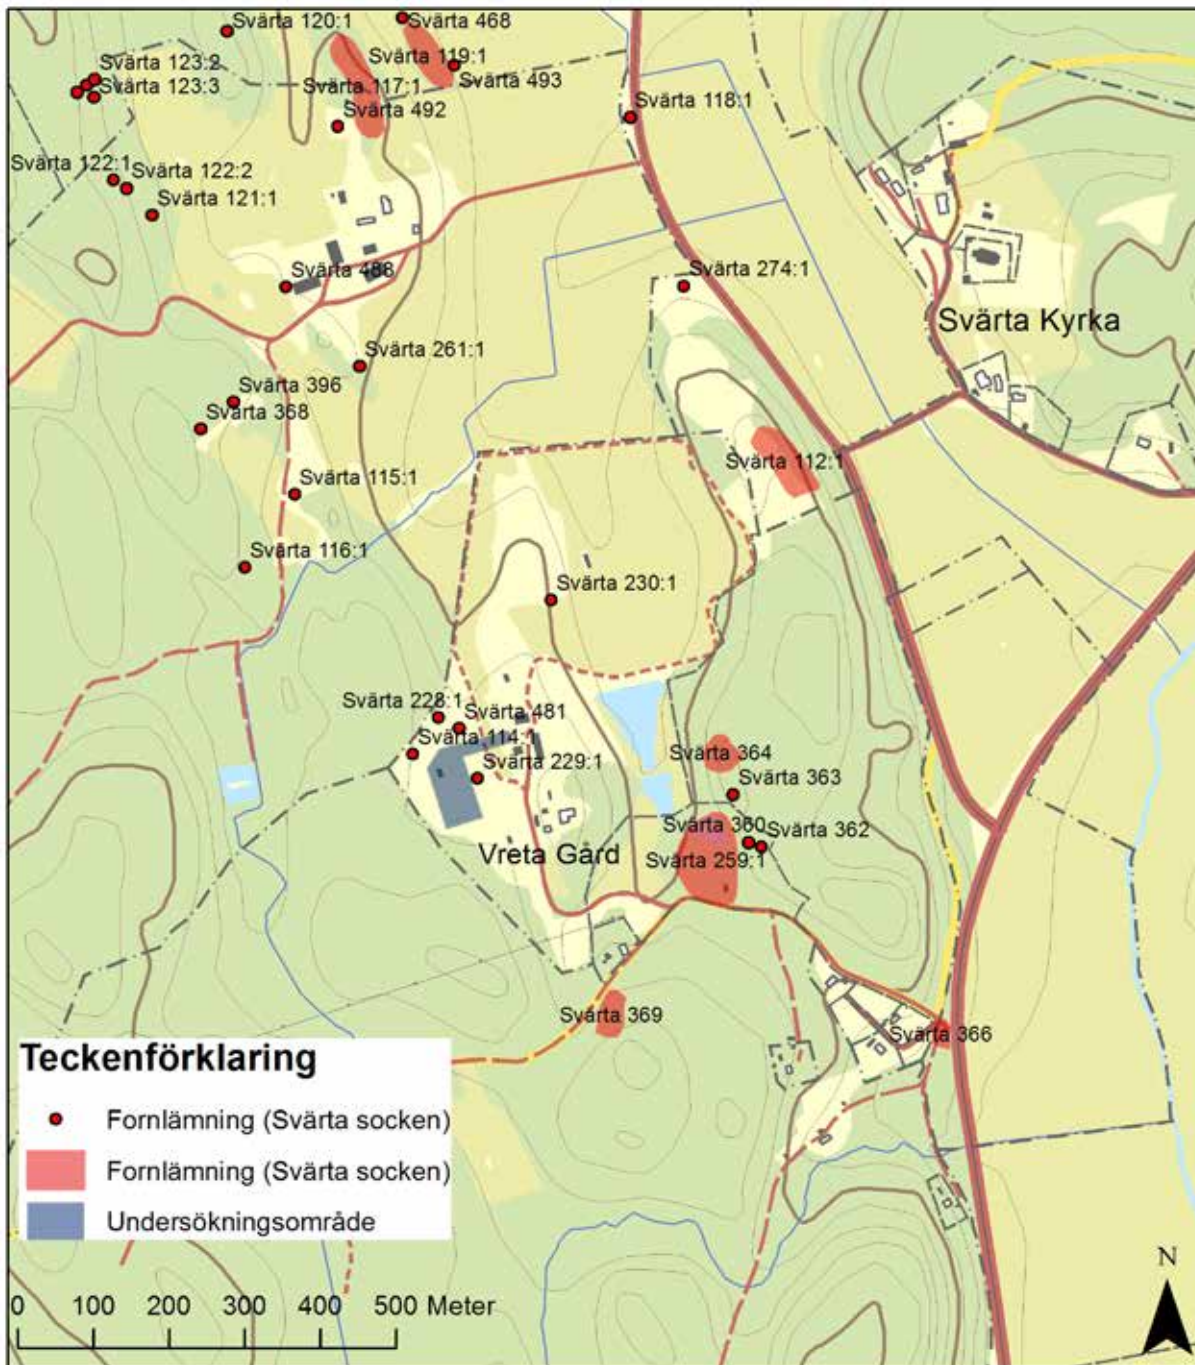 Svärta 120:1
Svärta 468
Svärta 119:1
Svärta 123:2
Svärta 493
Svärta 123:3
Svärta 117:1
Svärta 492
Svärta 118:1
Svärta 122:1
Svärta 122:2
Svärta 121:1
Svärta 488
Svärta 274:1
Svärta Kyrka
Svärta 261:1
Svärta 396
Svärta 368
Svärta 112:1
Svärta 115:1
Svärta 116:1
Svärta 230:1
Svärta 228:1
Svärta 481
Svärta 114:1
Svärta 229:1
Svärta 364
Svärta 363
Svärta 360
Svärta 362
Vreta Gård
Svärta 259:1
Svärta 369
Svärta 366
Teckenförklaring
Fornlämning (Svärta socken)
Fornlämning (Svärta socken)
Undersökningsområde
N
0 100 200 300 400 500 Meter